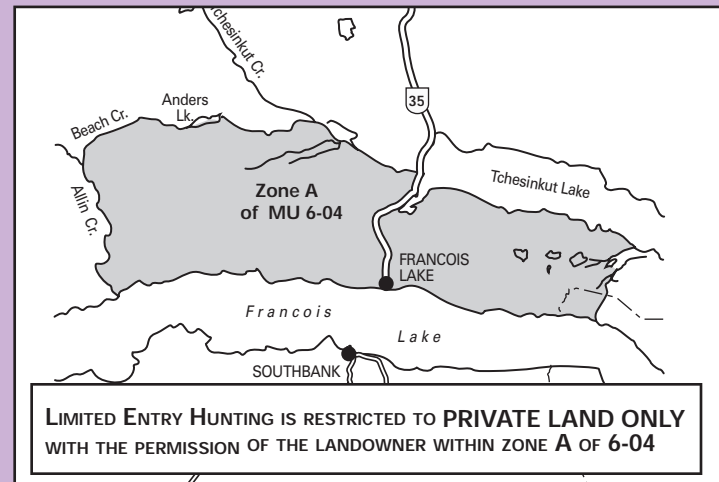 Tchesinkut Cr.
35
Anders
Lk.
Beach Cr.
Allin Cr.
Zone A
of MU 6-04
Tchesinkut Lake
FRANCOIS
LAKE
Francois
Lake
SOUTHBANK
LIMITED ENTRY HUNTING IS RESTRICTED TO PRIVATE LAND ONLY
WITH THE PERMISSION OF THE LANDOWNER WITHIN ZONE A OF 6-04